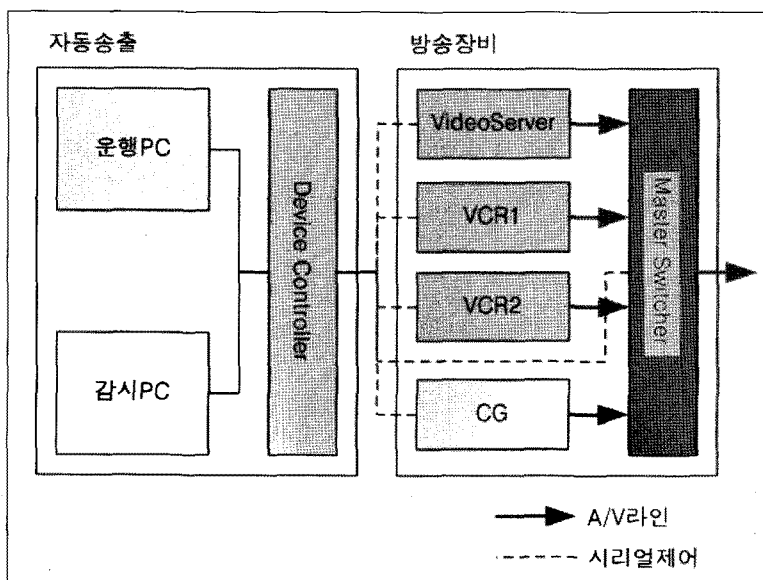 자동송출
방송장비
운행PC
감시PC
Device Controller
VideoServer
VCR1
VCR2
CG
Master Switcher
A/V라인
시리얼제어